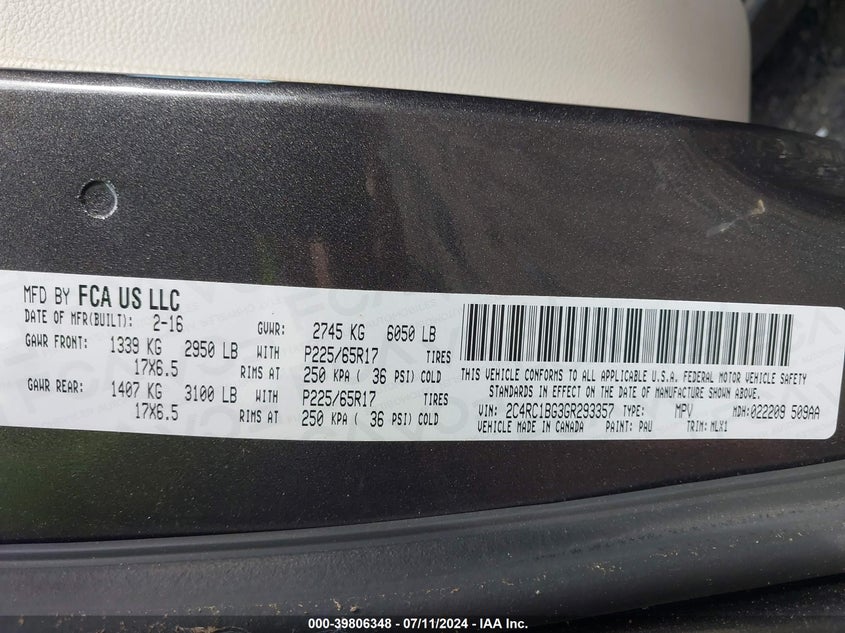 MFD BY FCA US LLC
DATE OF MFR(BUILT): 2-16 GVWR: 2745 KG 6050 LB
GAWR FRONT: 1339 KG 2950 LB WITH P225/65R17 TIRES
17X6.5 RIMS AT 250 KPA ( 36 PSI) COLD
GAWR REAR: 1407 KG 3100 LB WITH P225/65R17 TIRES
17X6.5 RIMS AT 250 KPA ( 36 PSI) COLD
THIS VEHICLE CONFORMS TO ALL APPLICABLE U.S.A. FEDERAL MOTOR VEHICLE SAFETY
STANDARDS IN EFFECT ON THE DATE OF MANUFACTURE SHOWN ABOVE.
VIN: 2C4RC1BG3GR293357 TYPE: MPV MDH:022209 509AA
VEHICLE MADE IN CANADA PAINT: PAU TRIM: MLX1
000-39806348 - 07/11/2024 - IAA Inc.